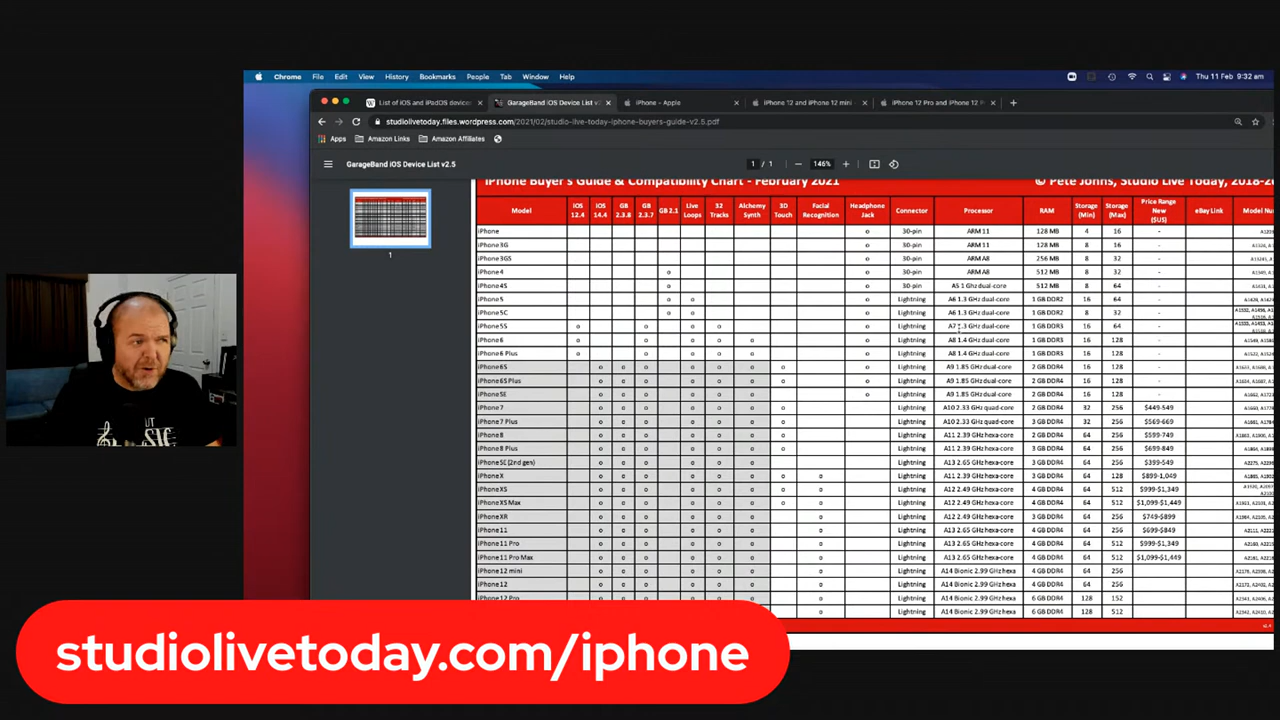 Chrome File Edit View History Bookmarks People Tab Window Help Thu 11 Feb 9:32 am
List of iOS and iPadOS devices GarageBand iOS Device List v2 iPhone - Apple iPhone 12 and iPhone 12 mini - iPhone 12 Pro and iPhone 12 P
studiolivetoday.files.wordpress.com/2021/02/studio-live-today-iphone-buyers-guide-v2.5.pdf
Apps Amazon Links Amazon Affiliates
GarageBand iOS Device List v2.5 1 / 1 146%
1
iPhone Buyer's Guide & Compatibility Chart - February 2021 © Pete Johns, Studio Live Today, 2018-20
Model iOS 12.4 iOS 14.4 GB 2.3.8 GB 2.3.7 GB 2.1 Live Loops 32 Tracks Alchemy Synth 3D Touch Facial Recognition Headphone Jack Connector Processor RAM Storage (Min) Storage (Max) Price Range New ($US) eBay Link Model Nu
iPhone o 30-pin ARM 11 128 MB 4 16 -
iPhone 3G o 30-pin ARM 11 128 MB 8 16 -
iPhone 3GS o 30-pin ARM A8 256 MB 8 32 -
iPhone 4 o o 30-pin ARM A8 512 MB 8 32 -
iPhone 4S o o 30-pin A5 1 Ghz dual-core 512 MB 8 64 -
iPhone 5 o o o Lightning A6 1.3 GHz dual-core 1 GB DDR2 16 64 -
iPhone 5C o o o Lightning A6 1.3 GHz dual-core 1 GB DDR2 8 32 -
iPhone 5S o o o o o Lightning A7 1.3 GHz dual-core 1 GB DDR3 16 64 -
iPhone 6 o o o o o o Lightning A8 1.4 GHz dual-core 1 GB DDR3 16 128 -
iPhone 6 Plus o o o o o o Lightning A8 1.4 GHz dual-core 1 GB DDR3 16 128 -
iPhone 6S o o o o o o o o Lightning A9 1.85 GHz dual-core 2 GB DDR4 16 128 -
iPhone 6S Plus o o o o o o o o Lightning A9 1.85 GHz dual-core 2 GB DDR4 16 128 -
iPhone SE o o o o o o o Lightning A9 1.85 GHz dual-core 2 GB DDR4 16 128 -
iPhone 7 o o o o o o o Lightning A10 2.33 GHz quad-core 2 GB DDR4 32 256 $449-549
iPhone 7 Plus o o o o o o o Lightning A10 2.33 GHz quad-core 3 GB DDR4 32 256 $569-669
iPhone 8 o o o o o o o Lightning A11 2.39 GHz hexa-core 2 GB DDR4 64 256 $599-749
iPhone 8 Plus o o o o o o o Lightning A11 2.39 GHz hexa-core 3 GB DDR4 64 256 $699-849
iPhone SE (2nd gen) o o o o o o Lightning A13 2.65 GHz hexa-core 3 GB DDR4 64 256 $399-549
iPhone X o o o o o o o o Lightning A11 2.39 GHz hexa-core 3 GB DDR4 64 128 $899-1,049
iPhone XS o o o o o o o o Lightning A12 2.49 GHz hexa-core 4 GB DDR4 64 512 $999-$1,349
iPhone XS Max o o o o o o o o Lightning A12 2.49 GHz hexa-core 4 GB DDR4 64 512 $1,099-$1,449
iPhone XR o o o o o o o Lightning A12 2.49 GHz hexa-core 3 GB DDR4 64 256 $749-$899
iPhone 11 o o o o o o o Lightning A13 2.65 GHz hexa-core 4 GB DDR4 64 256 $699-$849
iPhone 11 Pro o o o o o o o Lightning A13 2.65 GHz hexa-core 4 GB DDR4 64 512 $999-$1,349
iPhone 11 Pro Max o o o o o o o Lightning A13 2.65 GHz hexa-core 4 GB DDR4 64 512 $1,099-$1,449
iPhone 12 mini o o o o o o o Lightning A14 Bionic 2.99 GHz hexa 4 GB DDR4 64 256
iPhone 12 o o o o o o o Lightning A14 Bionic 2.99 GHz hexa 4 GB DDR4 64 256
iPhone 12 Pro o o o o o o o Lightning A14 Bionic 2.99 GHz hexa 6 GB DDR4 128 152
o Lightning A14 Bionic 2.99 GHz hexa 6 GB DDR4 128 512
studiolivetoday.com/iphone